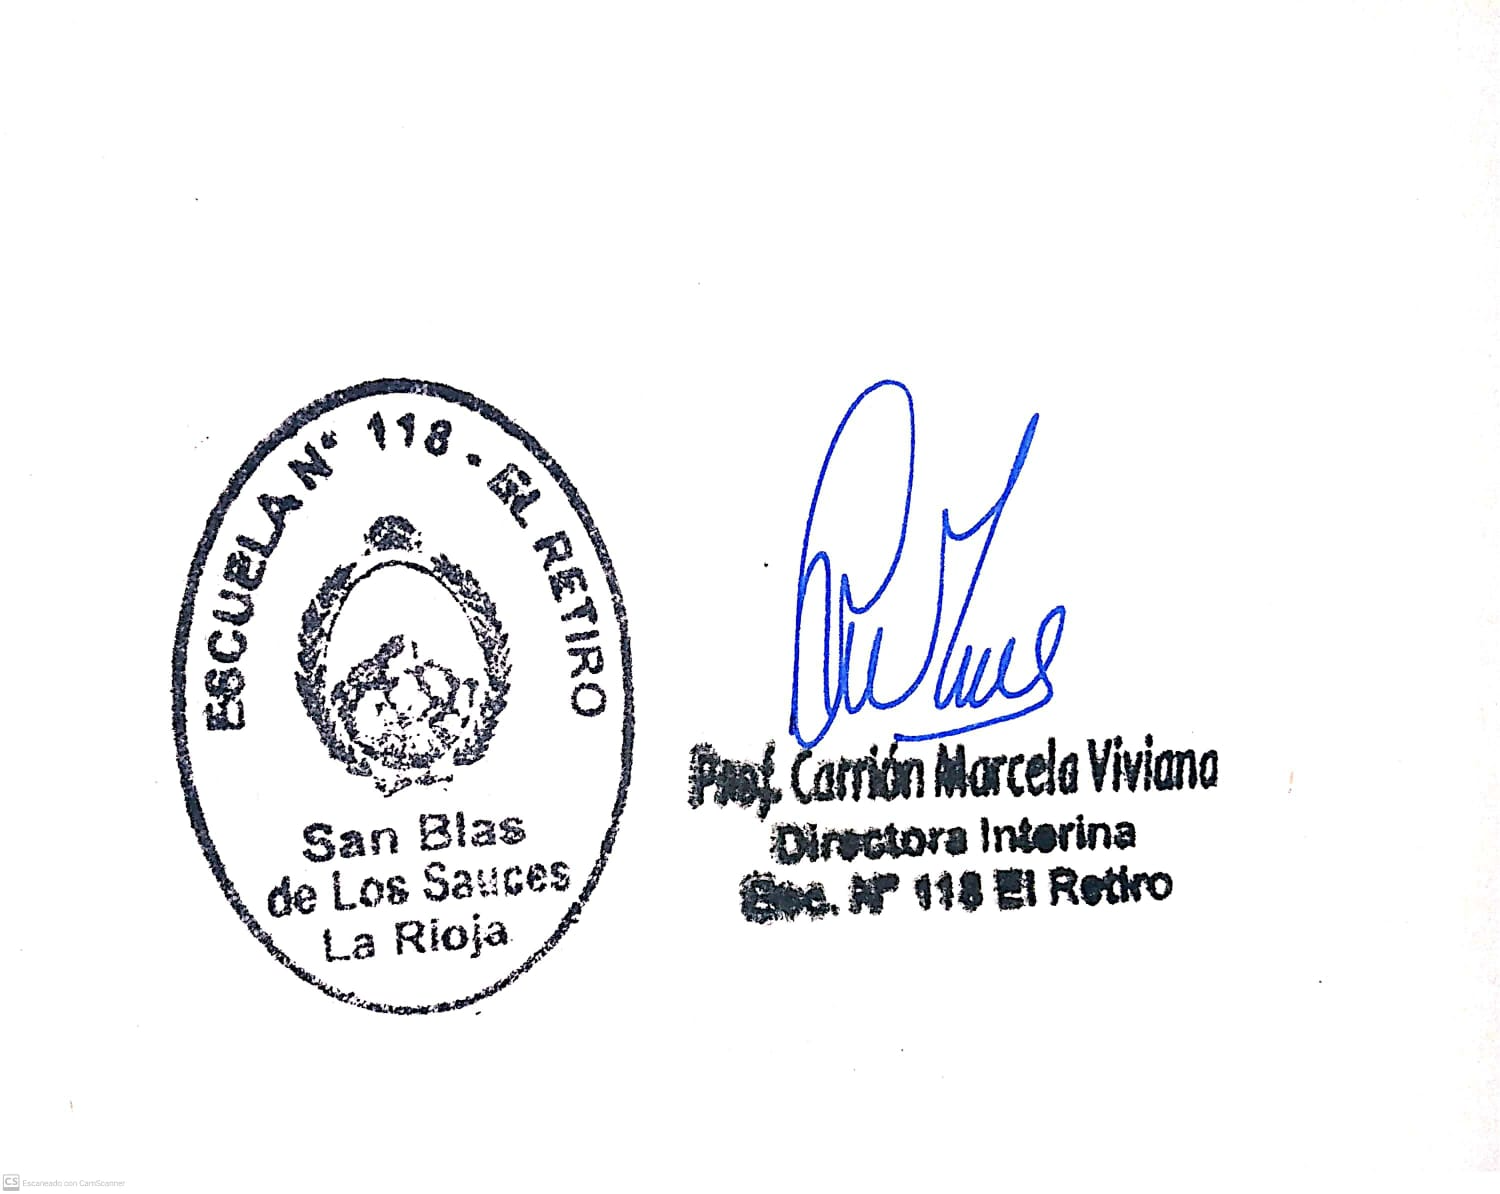 ESCUELA N° 118 - EL RETIRO
San Blas
de Los Sauces
La Rioja
Prof. Carrión Marcela Viviana
Directora Interina
Esc. N° 118 El Retiro
CS Escaneado con CamScanner